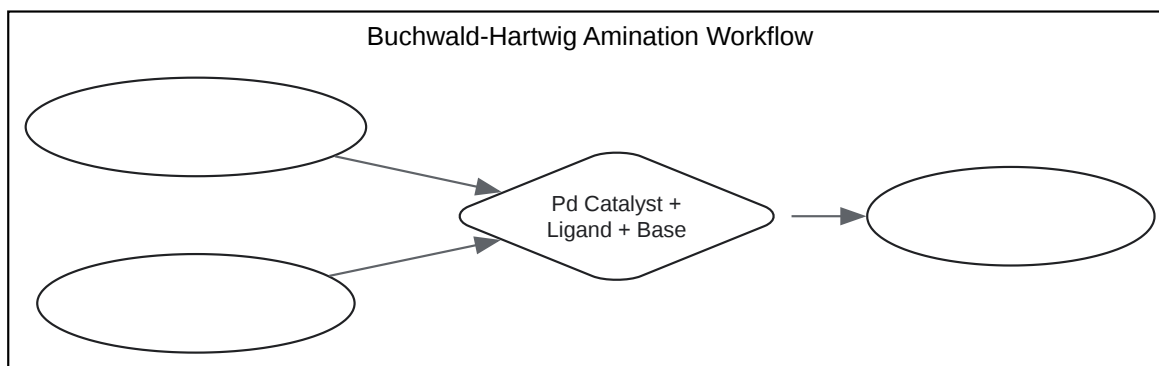 Buchwald-Hartwig Amination Workflow
Pd Catalyst +
Ligand + Base